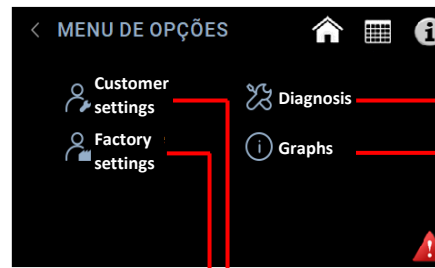 MENU DE OPÇÕES
Customer
settings
Diagnosis
Factory
settings
Graphs